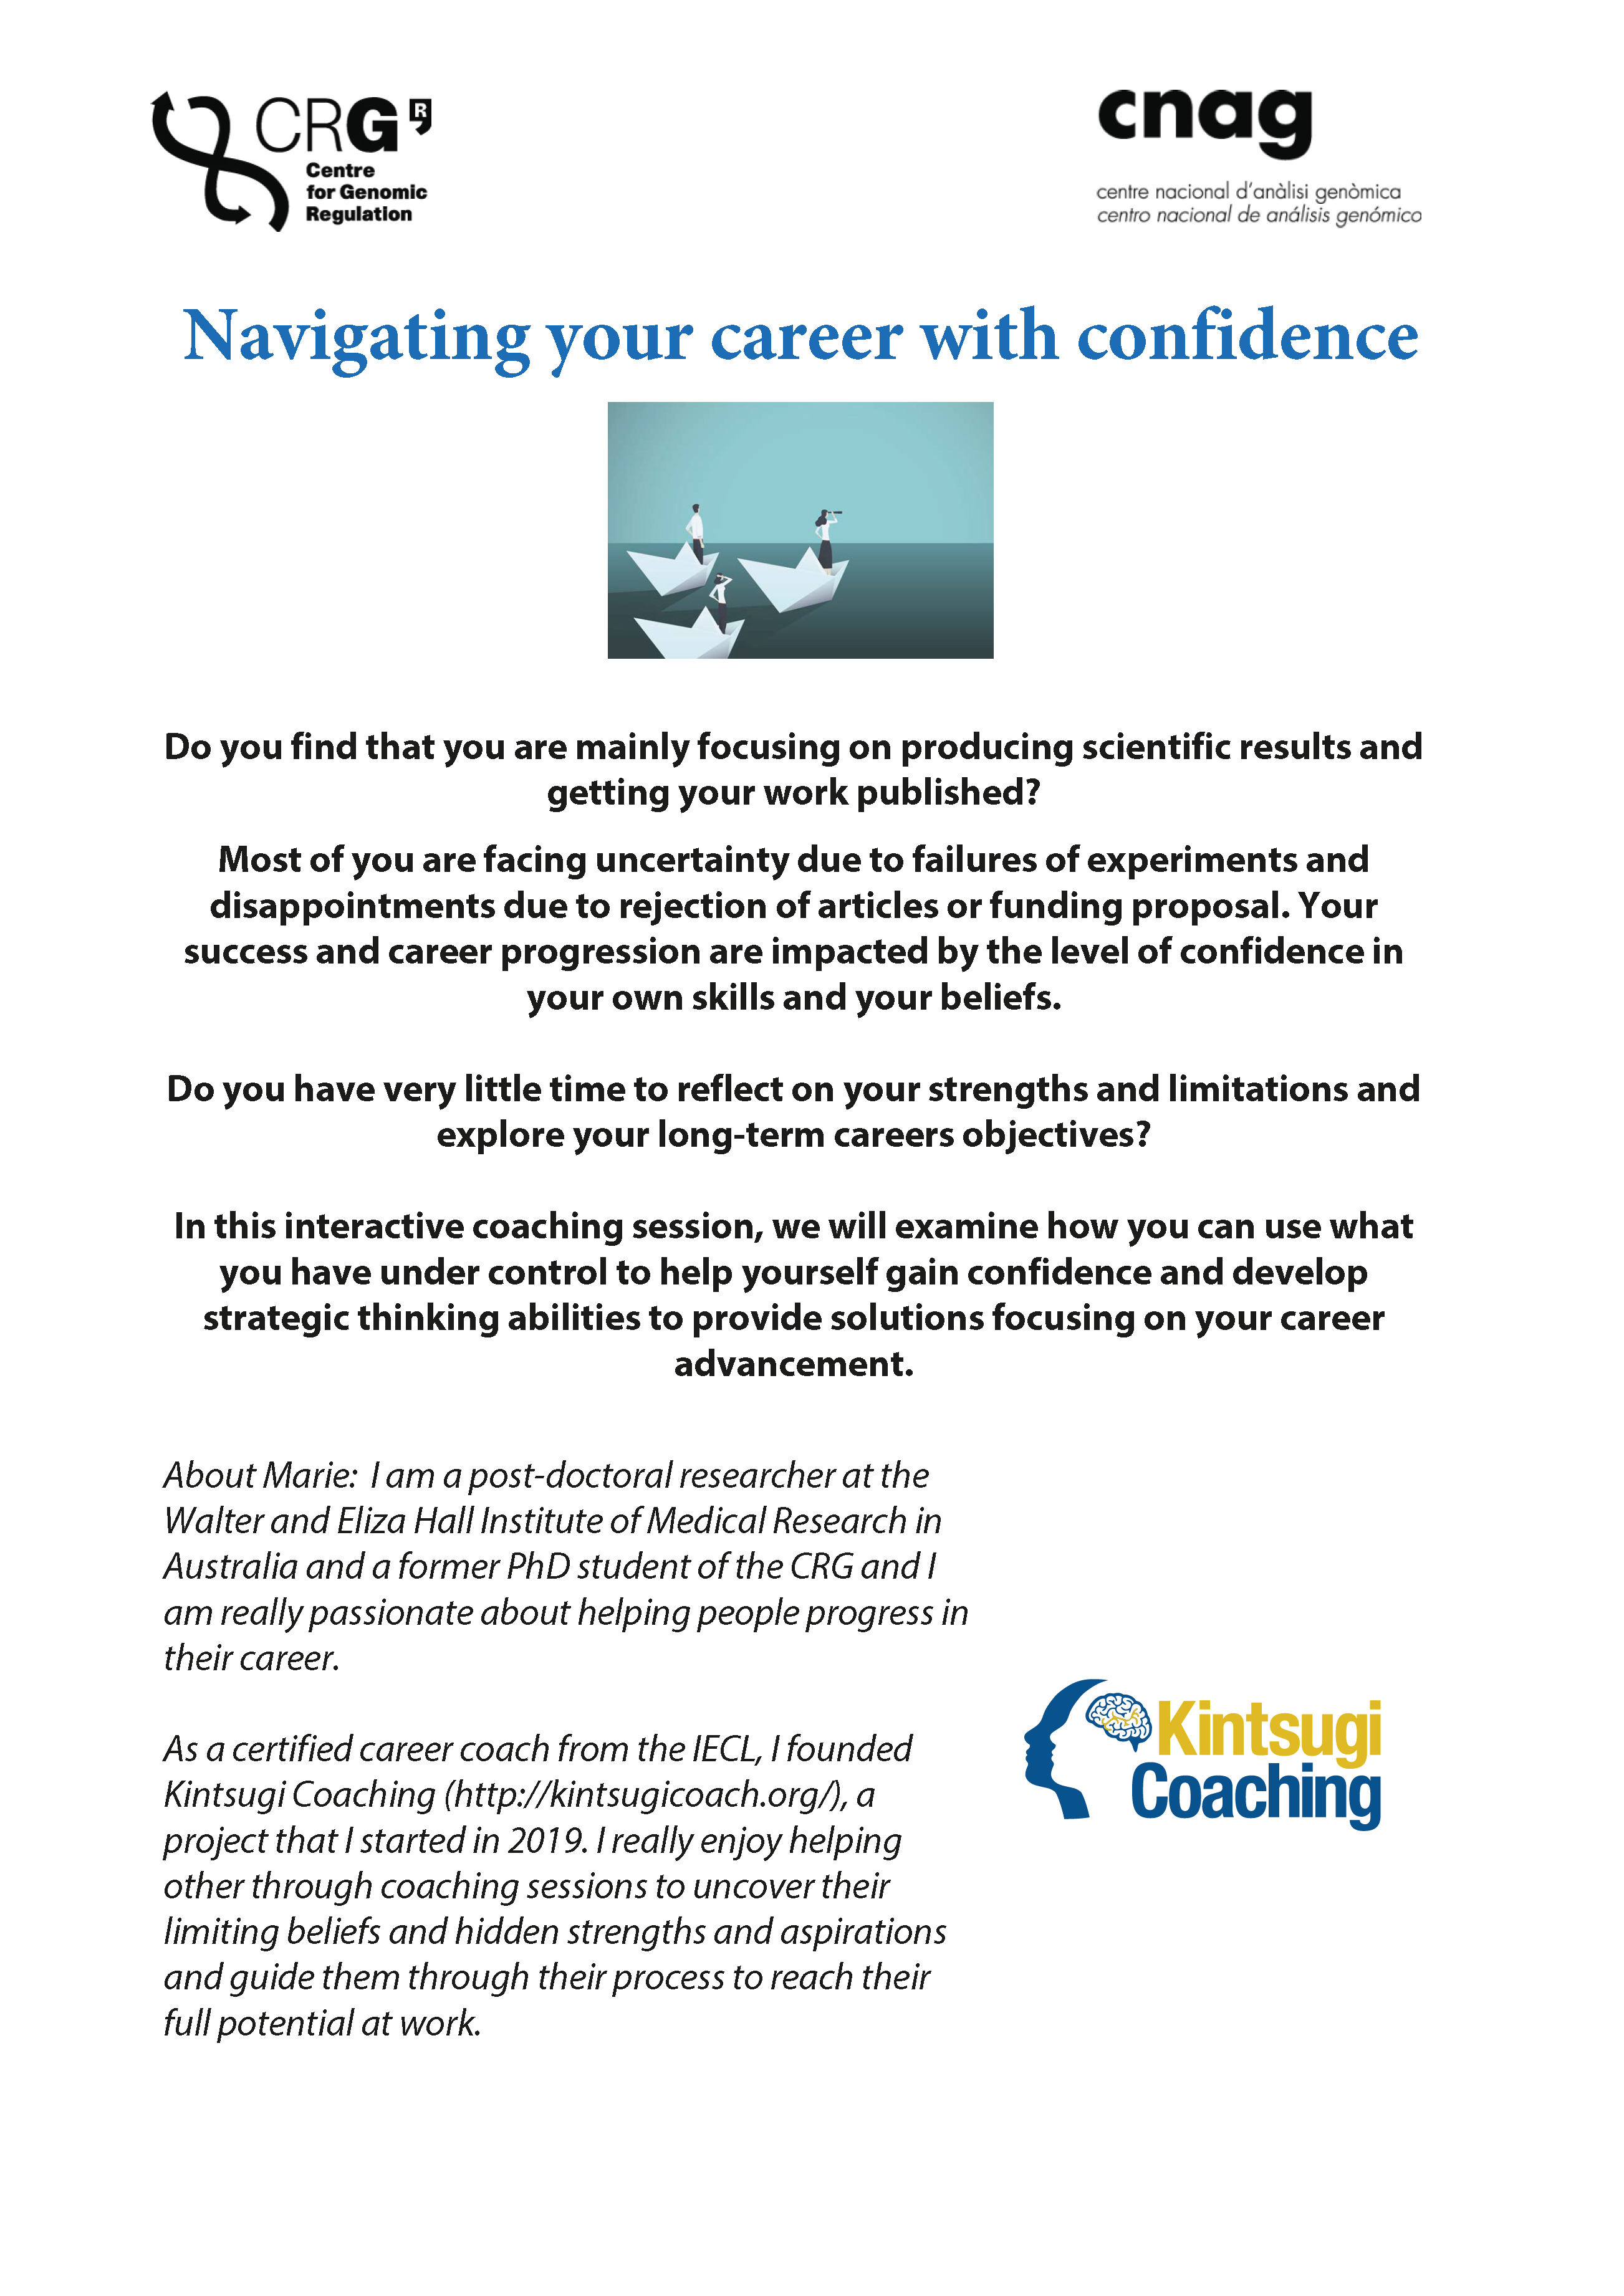 CRG R
Centre
for Genomic
Regulation
cnag
centre nacional d'anàlisi genòmica
centro nacional de análisis genómico
Navigating your career with confidence
Do you find that you are mainly focusing on producing scientific results and
getting your work published?
Most of you are facing uncertainty due to failures of experiments and
disappointments due to rejection of articles or funding proposal. Your
success and career progression are impacted by the level of confidence in
your own skills and your beliefs.
Do you have very little time to reflect on your strengths and limitations and
explore your long-term careers objectives?
In this interactive coaching session, we will examine how you can use what
you have under control to help yourself gain confidence and develop
strategic thinking abilities to provide solutions focusing on your career
advancement.
About Marie:  I am a post-doctoral researcher at the
Walter and Eliza Hall Institute of Medical Research in
Australia and a former PhD student of the CRG and I
am really passionate about helping people progress in
their career.
As a certified career coach from the IECL, I founded
Kintsugi Coaching (http://kintsugicoach.org/), a
project that I started in 2019. I really enjoy helping
other through coaching sessions to uncover their
limiting beliefs and hidden strengths and aspirations
and guide them through their process to reach their
full potential at work.
Kintsugi
Coaching